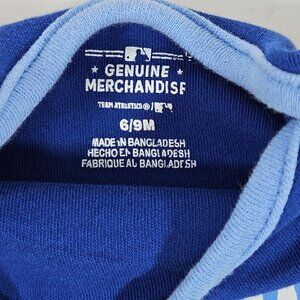 GENUINE
MERCHANDISE
TEAM ATHLETICS
6/9M
MADE IN BANGLADESH
HECHO EN BANGLADESH
FABRIQUE AU BANGLADESH